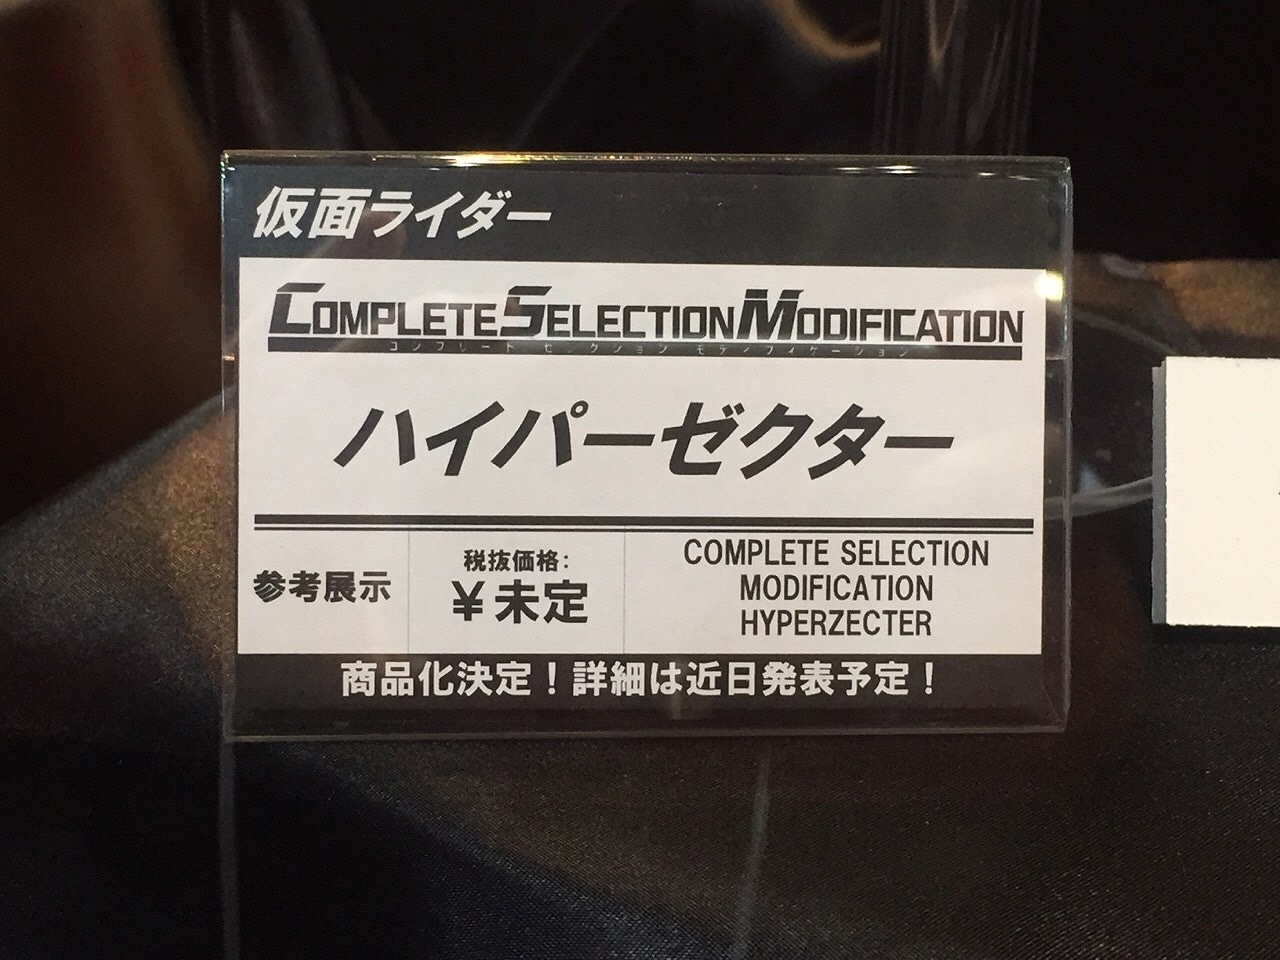 仮面ライダー
COMPLETE SELECTION MODIFICATION
コンプリート セレクション モディフィケーション
ハイパーゼクター
参考展示
税抜価格:
￥未定
COMPLETE SELECTION
MODIFICATION
HYPERZECTER
商品化決定！詳細は近日発表予定！